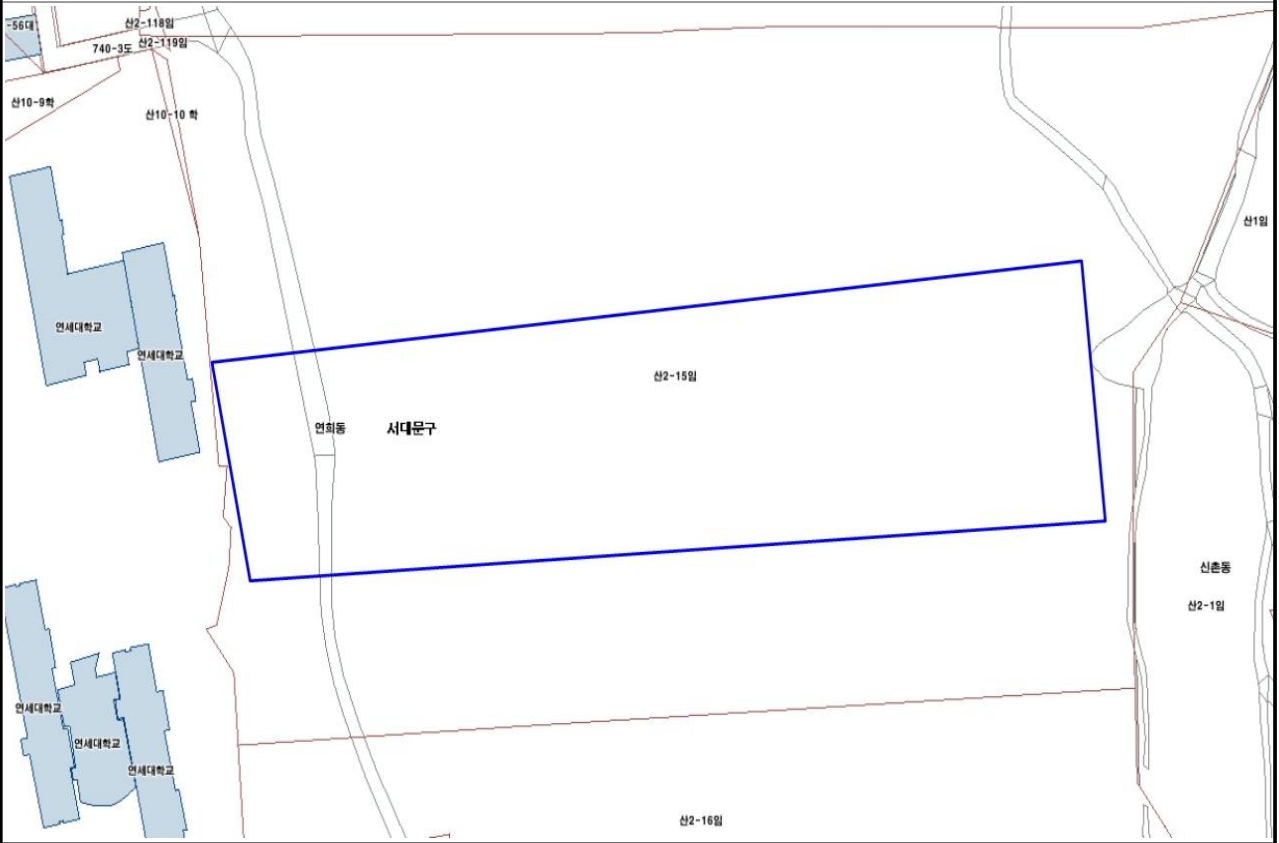 산2-118임
-56대
740-3도
산2-119임
산10-9학
산10-10 학
산1임
연세대학교
연세대학교
산2-15임
연희동
서대문구
신촌동
산2-1임
연세대학교
연세대학교
연세대학교
산2-16임